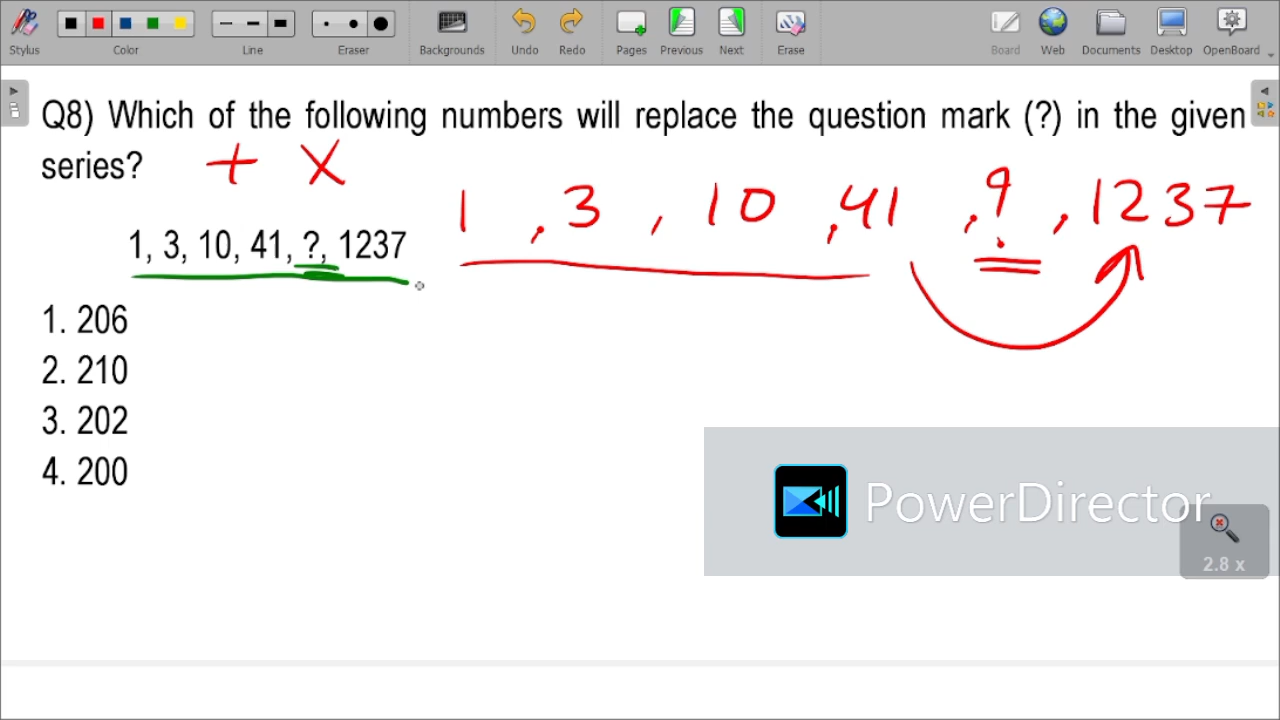 Stylus Color Line Eraser Backgrounds Undo Redo Pages Previous Next Erase Board Web Documents Desktop OpenBoard
Q8) Which of the following numbers will replace the question mark (?) in the given
series? + X
1, 3, 10, 41, ?, 1237
1 , 3 , 10 , 41 , ? , 1237
1. 206
2. 210
3. 202
4. 200
PowerDirector
2.8 x